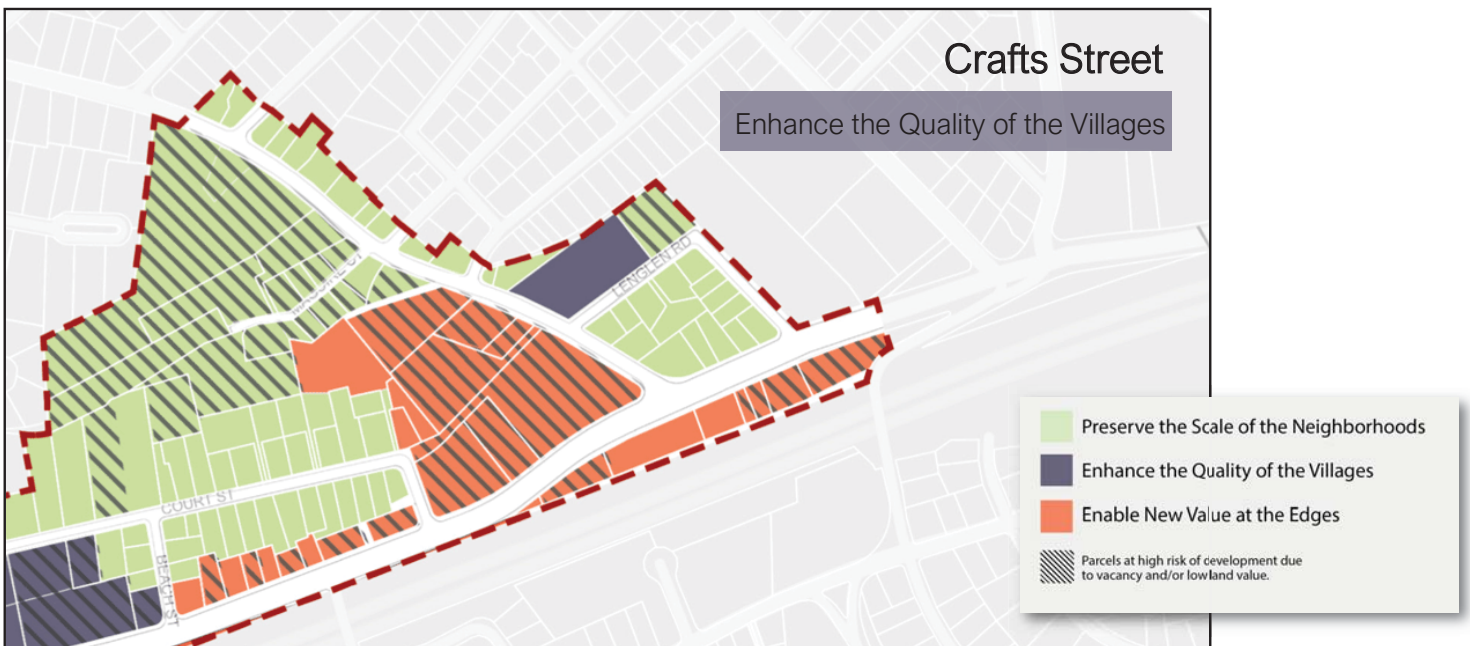 Crafts Street
Enhance the Quality of the Villages
LENGLEN RD
COURT ST
BEACH ST
Preserve the Scale of the Neighborhoods
Enhance the Quality of the Villages
Enable New Value at the Edges
Parcels at high risk of development due
to vacancy and/or low land value.